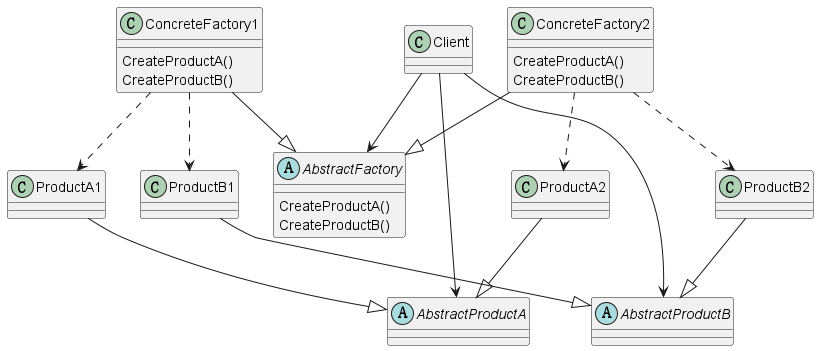 C ConcreteFactory1
CreateProductA()
CreateProductB()
C Client
C ConcreteFactory2
CreateProductA()
CreateProductB()
C ProductA1
C ProductB1
A AbstractFactory
CreateProductA()
CreateProductB()
C ProductA2
C ProductB2
A AbstractProductA
A AbstractProductB